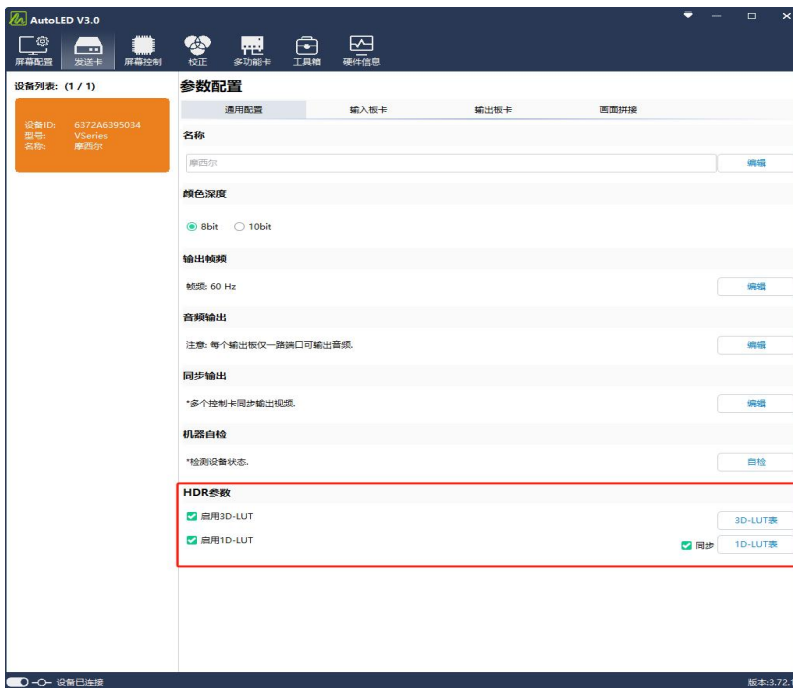 AutoLED V3.0
屏幕配置 发送卡 屏幕控制 校正 多功能卡 工具箱 硬件信息
设备列表: (1 / 1)
设备ID: 6372A6395034
型号: VSeries
名称: 摩西尔
参数配置
通用配置 输入板卡 输出板卡 画面拼接
名称
摩西尔 编辑
颜色深度
8bit 10bit
输出帧频
帧频: 60 Hz 编辑
音频输出
注意: 每个输出板仅一路端口可输出音频. 编辑
同步输出
*多个控制卡同步输出视频. 编辑
机器自检
*检测设备状态. 自检
HDR参数
启用3D-LUT 3D-LUT表
启用1D-LUT 同步 1D-LUT表
设备已连接 版本:3.72.1